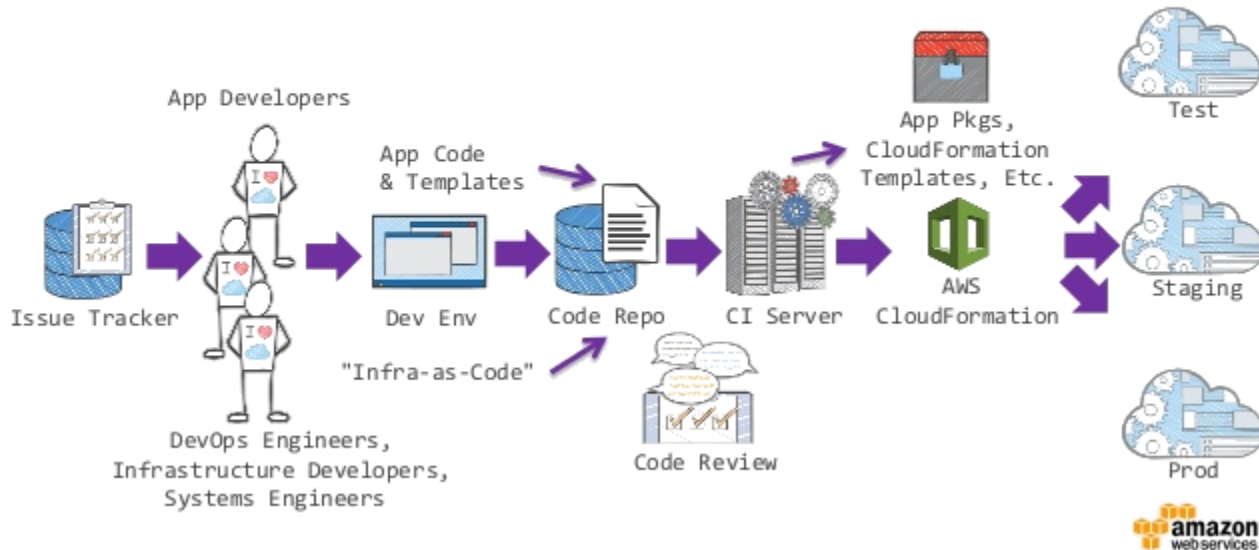 App Developers
Issue Tracker
I
I
I
DevOps Engineers,
Infrastructure Developers,
Systems Engineers
App Code
& Templates
Dev Env
"Infra-as-Code"
Code Repo
Code Review
CI Server
App Pkgs,
CloudFormation
Templates, Etc.
AWS
CloudFormation
Test
Staging
Prod
amazon
web services